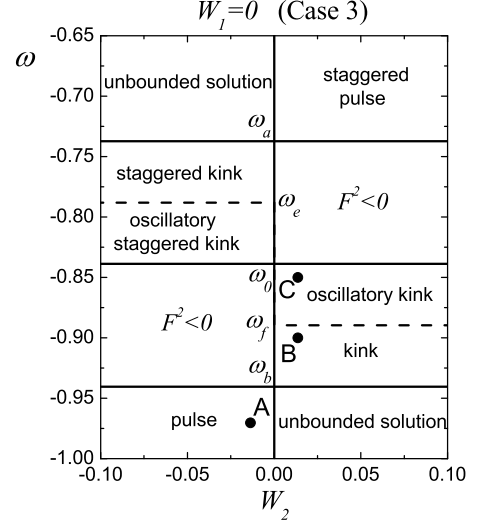 W₁=0 (Case 3)
ω
-0.65
-0.70
-0.75
-0.80
-0.85
-0.90
-0.95
-1.00
unbounded solution
staggered
pulse
ωₐ
staggered kink
oscillatory
staggered kink
ωₑ
F²<0
ω₀
C
oscillatory kink
F²<0
ω_f
B
kink
ω_b
pulse
A
unbounded solution
-0.10
-0.05
0.00
0.05
0.10
W₂